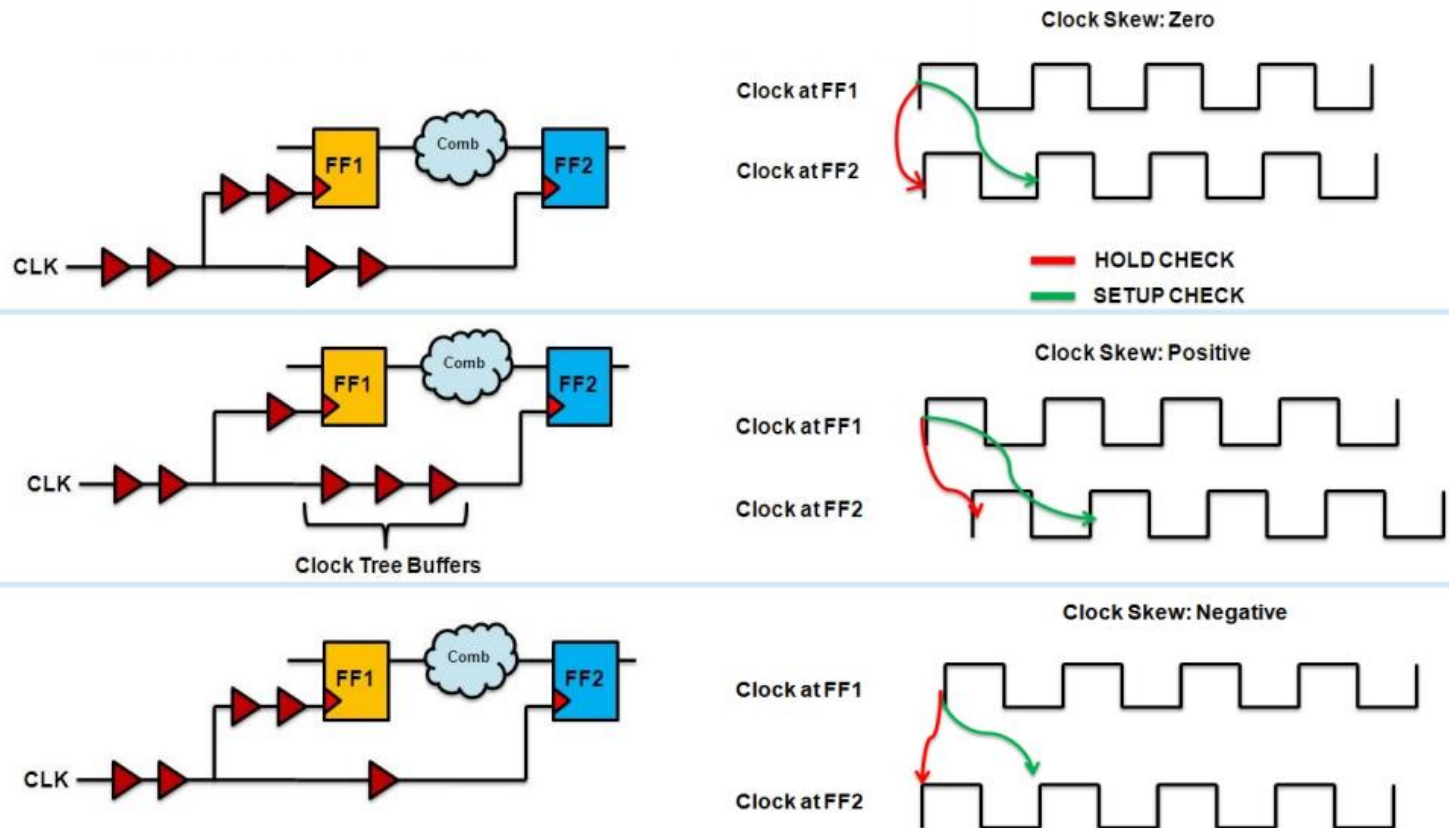 Clock Skew: Zero
Clock at FF1
Clock at FF2
FF1
Comb
FF2
CLK
HOLD CHECK
SETUP CHECK
Clock Skew: Positive
Clock at FF1
Clock at FF2
FF1
Comb
FF2
CLK
Clock Tree Buffers
Clock Skew: Negative
Clock at FF1
Clock at FF2
FF1
Comb
FF2
CLK